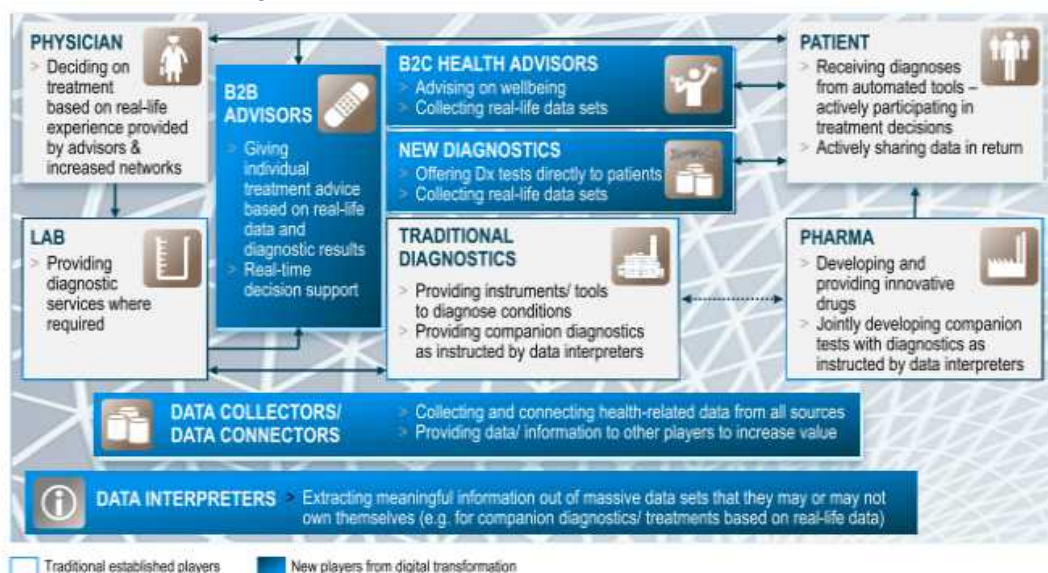 PHYSICIAN
> Deciding on
treatment
based on real-life
experience provided
by advisors &
increased networks
B2B
ADVISORS
> Giving
individual
treatment advice
based on real-life
data and
diagnostic results
> Real-time
decision support
B2C HEALTH ADVISORS
> Advising on wellbeing
> Collecting real-life data sets
NEW DIAGNOSTICS
> Offering Dx tests directly to patients
> Collecting real-life data sets
PATIENT
> Receiving diagnoses
from automated tools –
actively participating in
treatment decisions
> Actively sharing data in return
LAB
> Providing
diagnostic
services where
required
TRADITIONAL
DIAGNOSTICS
> Providing instruments/ tools
to diagnose conditions
> Providing companion diagnostics
as instructed by data interpreters
PHARMA
> Developing and
providing innovative
drugs
> Jointly developing companion
tests with diagnostics as
instructed by data interpreters
DATA COLLECTORS/
DATA CONNECTORS
> Collecting and connecting health-related data from all sources
> Providing data/ information to other players to increase value
DATA INTERPRETERS
> Extracting meaningful information out of massive data sets that they may or may not
own themselves (e.g. for companion diagnostics/ treatments based on real-life data)
Traditional established players
New players from digital transformation